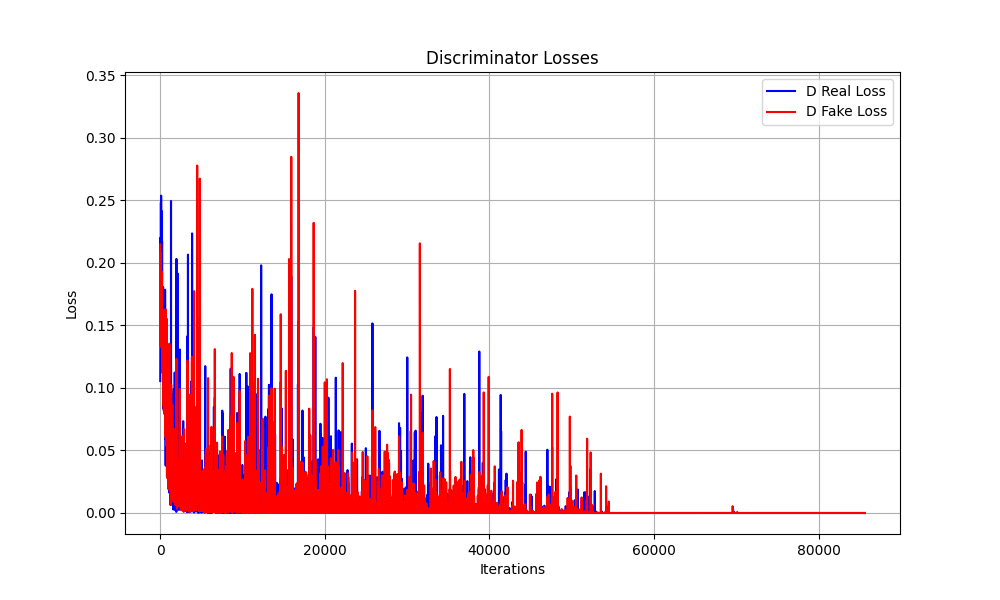 Discriminator Losses
D Real Loss
D Fake Loss
0.35
0.30
0.25
0.20
0.15
0.10
0.05
0.00
Loss
0
20000
40000
60000
80000
Iterations